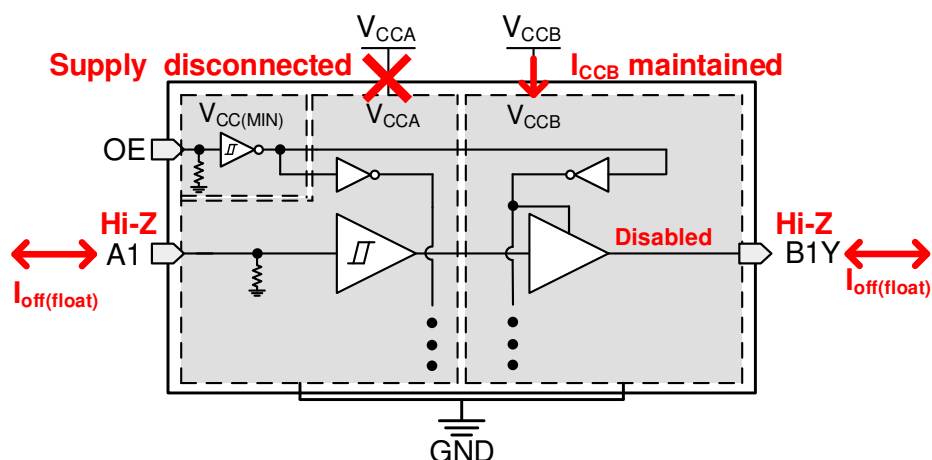 VCCA VCCB
Supply disconnected ICCB maintained
VCC(MIN) VCCA VCCB
OE
Hi-Z Hi-Z
A1 Disabled B1Y
Ioff(float) Ioff(float)
GND